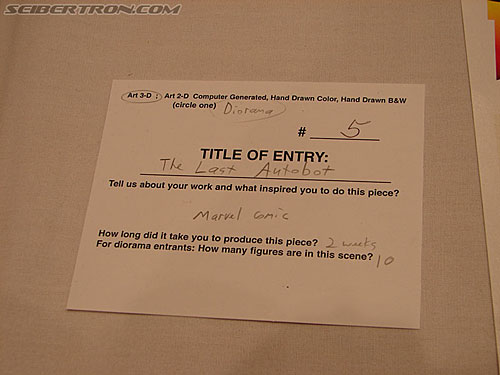 SEIBERTRON.COM
Art 3-D : Art 2-D Computer Generated, Hand Drawn Color, Hand Drawn B&W
(circle one) Diorama
# 5
TITLE OF ENTRY:
The Last Autobot
Tell us about your work and what inspired you to do this piece?
Marvel comic
How long did it take you to produce this piece? 2 weeks
For diorama entrants: How many figures are in this scene? 10